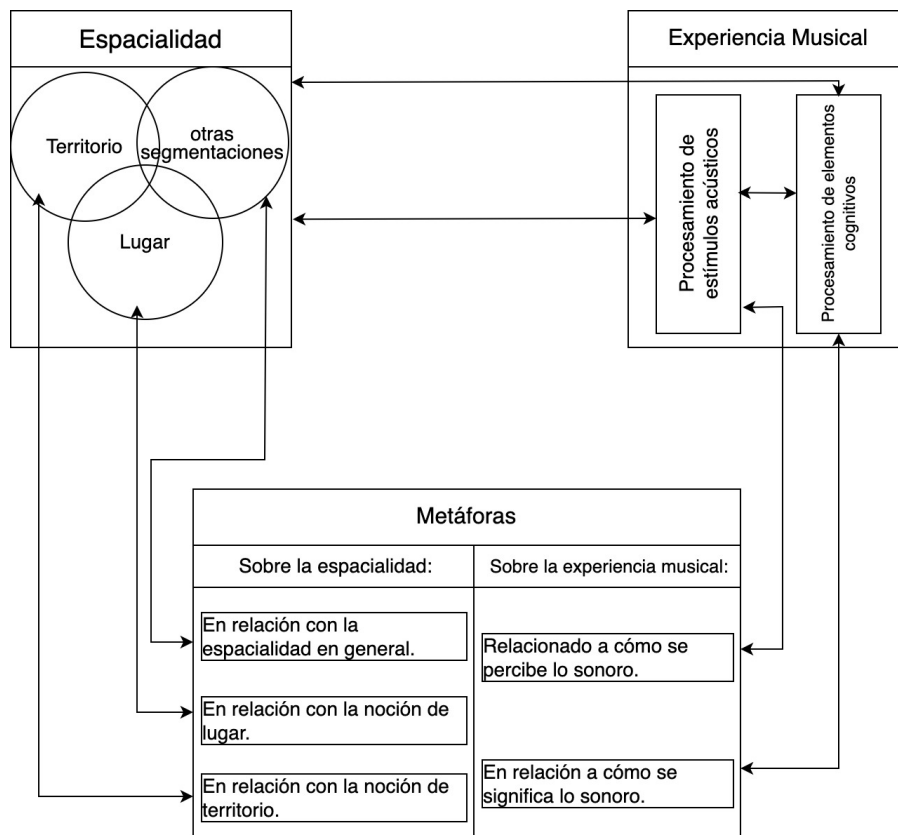 Espacialidad
Territorio
otras
segmentaciones
Lugar
Experiencia Musical
Procesamiento de
estímulos acústicos
Procesamiento de elementos
cognitivos
Metáforas
Sobre la espacialidad:
En relación con la
espacialidad en general.
En relación con la noción de
lugar.
En relación con la noción de
territorio.
Sobre la experiencia musical:
Relacionado a cómo se
percibe lo sonoro.
En relación a cómo se
significa lo sonoro.